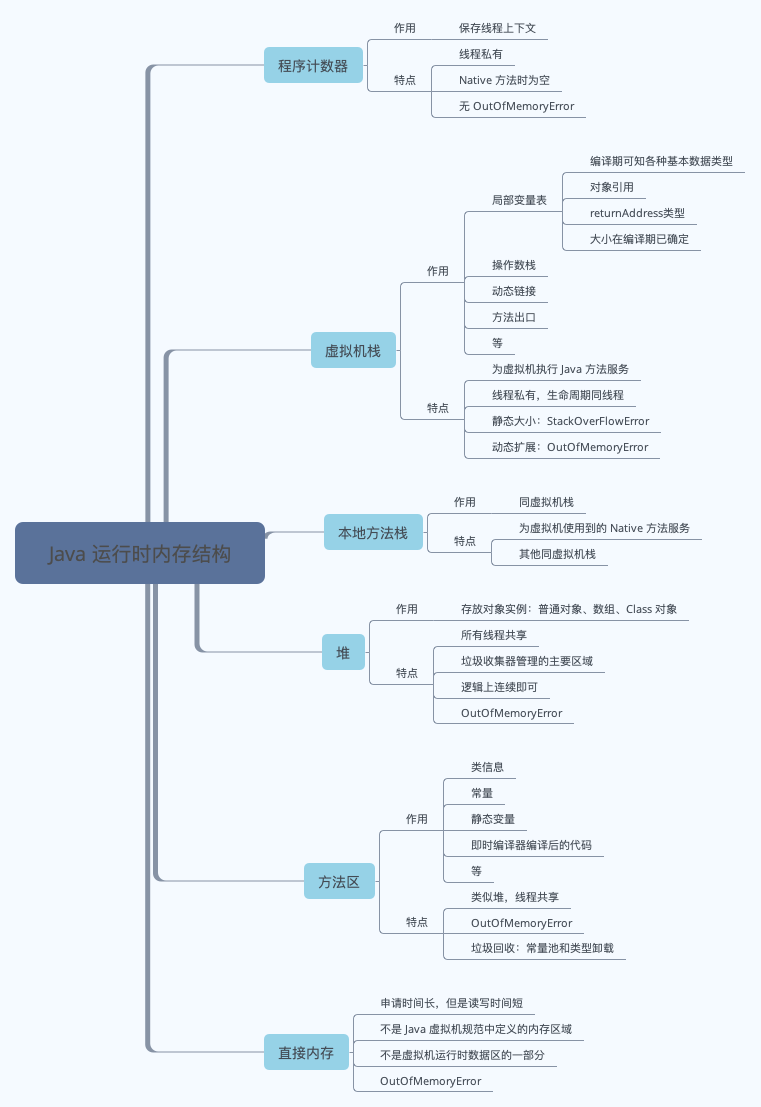 Java 运行时内存结构
程序计数器
作用
保存线程上下文
特点
线程私有
Native 方法时为空
无 OutOfMemoryError
虚拟机栈
作用
局部变量表
编译期可知各种基本数据类型
对象引用
returnAddress类型
大小在编译期已确定
操作数栈
动态链接
方法出口
等
特点
为虚拟机执行 Java 方法服务
线程私有，生命周期同线程
静态大小：StackOverFlowError
动态扩展：OutOfMemoryError
本地方法栈
作用
同虚拟机栈
特点
为虚拟机使用到的 Native 方法服务
其他同虚拟机栈
堆
作用
存放对象实例：普通对象、数组、Class 对象
特点
所有线程共享
垃圾收集器管理的主要区域
逻辑上连续即可
OutOfMemoryError
方法区
作用
类信息
常量
静态变量
即时编译器编译后的代码
等
特点
类似堆，线程共享
OutOfMemoryError
垃圾回收：常量池和类型卸载
直接内存
申请时间长，但是读写时间短
不是 Java 虚拟机规范中定义的内存区域
不是虚拟机运行时数据区的一部分
OutOfMemoryError